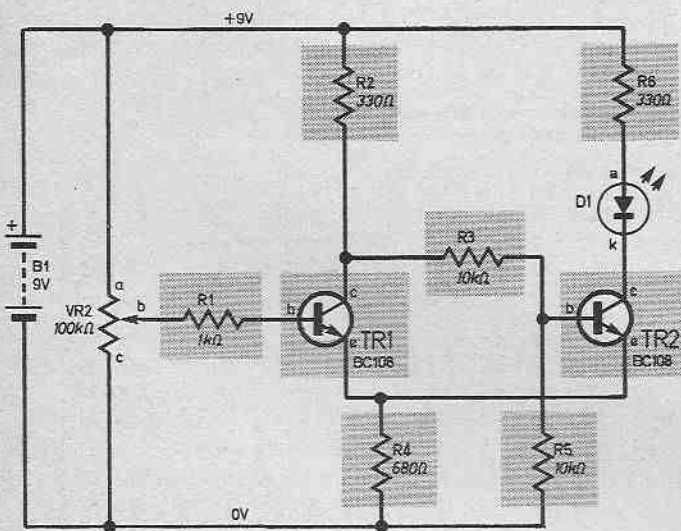 +9V
R2
330Ω
R6
330Ω
a
D1
k
+
B1
9V
R3
10kΩ
a
VR2
100kΩ
b
c
R1
1kΩ
b
c
e
TR1
BC108
b
c
e
TR2
BC108
R4
680Ω
R5
10kΩ
0V